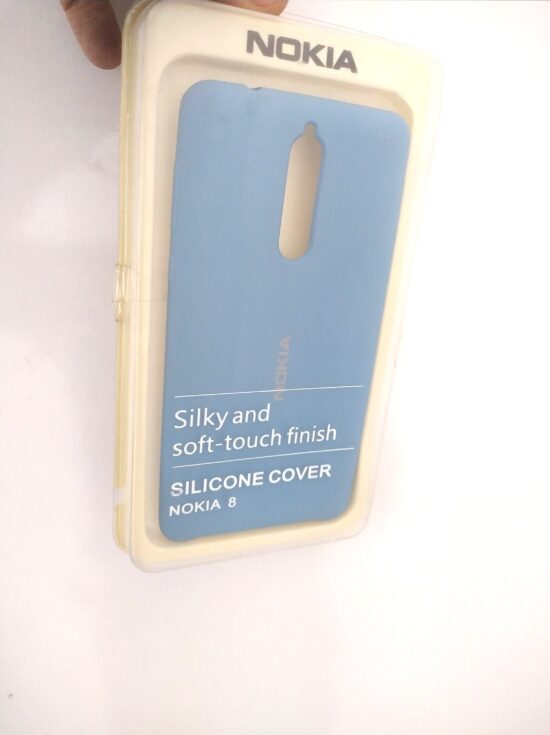 NOKIA
NOKIA
Silky and
soft-touch finish
SILICONE COVER
NOKIA 8